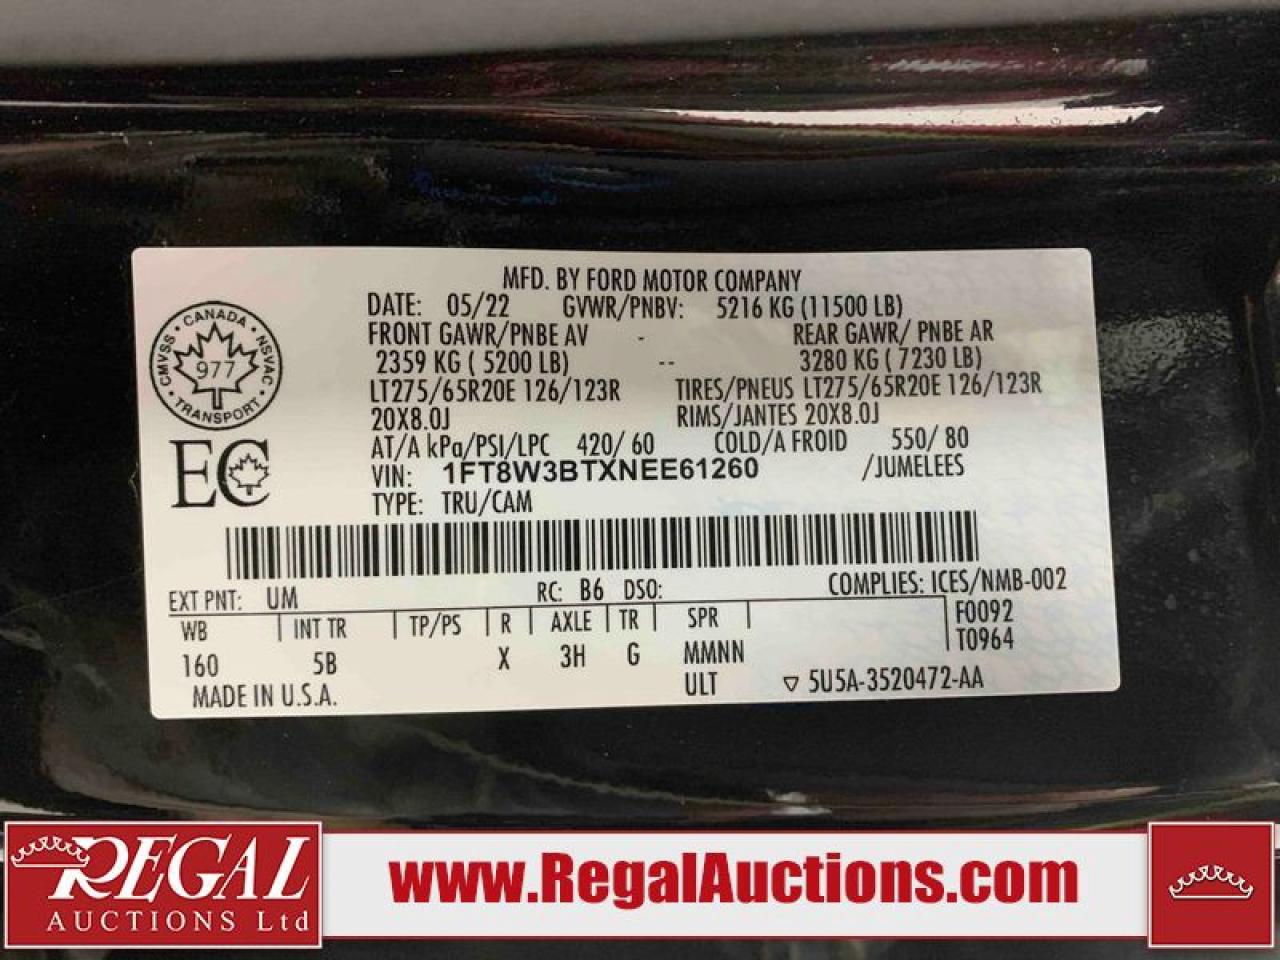 MFD. BY FORD MOTOR COMPANY
DATE: 05/22 GVWR/PNBV: 5216 KG (11500 LB)
FRONT GAWR/PNBE AV - REAR GAWR/ PNBE AR
2359 KG ( 5200 LB) -- 3280 KG ( 7230 LB)
LT275/65R20E 126/123R TIRES/PNEUS LT275/65R20E 126/123R
20X8.0J RIMS/JANTES 20X8.0J
AT/A kPa/PSI/LPC 420/ 60 COLD/A FROID 550/ 80
VIN: 1FT8W3BTXNEE61260 /JUMELEES
TYPE: TRU/CAM
CANADA
CMVSS • NSVAC
977
TRANSPORT
EC
EXT PNT: UM RC: B6 DSO: COMPLIES: ICES/NMB-002
WB | INT TR | TP/PS | R | AXLE | TR | SPR | F0092
160 5B X 3H G MMNN T0964
MADE IN U.S.A. ULT ▽ 5U5A-3520472-AA
REGAL
AUCTIONS Ltd
www.RegalAuctions.com